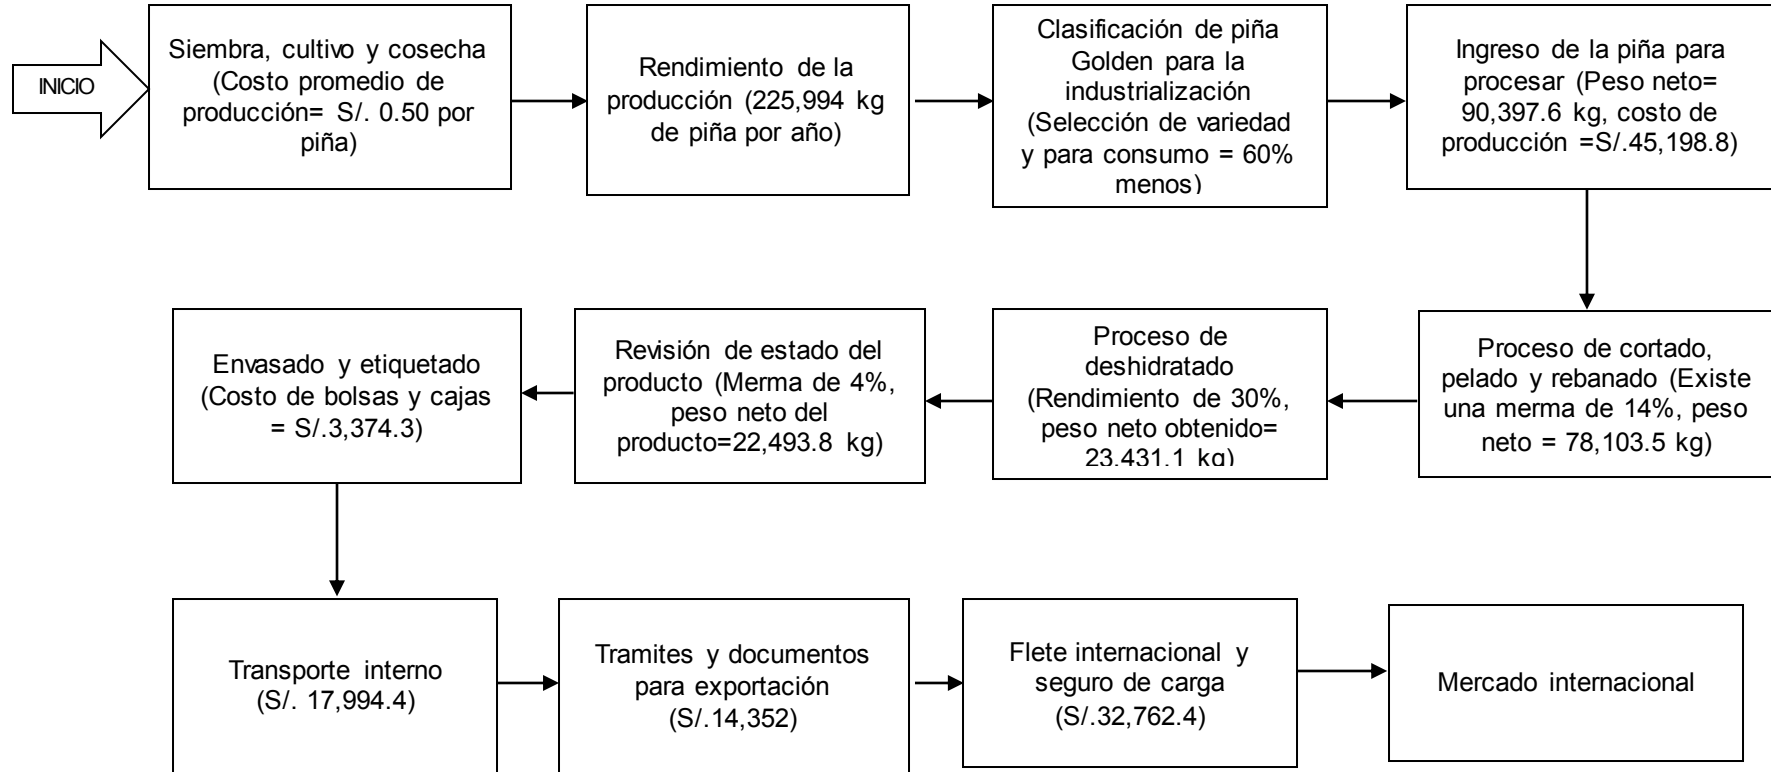 INICIO
Siembra, cultivo y cosecha
(Costo promedio de
producción= S/. 0.50 por
piña)
Rendimiento de la
producción (225,994 kg
de piña por año)
Clasificación de piña
Golden para la
industrialización
(Selección de variedad
y para consumo = 60%
menos)
Ingreso de la piña para
procesar (Peso neto=
90,397.6 kg, costo de
producción =S/.45,198.8)
Proceso de cortado,
pelado y rebanado (Existe
una merma de 14%, peso
neto = 78,103.5 kg)
Proceso de
deshidratado
(Rendimiento de 30%,
peso neto obtenido=
23,431.1 kg)
Revisión de estado del
producto (Merma de 4%,
peso neto del
producto=22,493.8 kg)
Envasado y etiquetado
(Costo de bolsas y cajas
= S/.3,374.3)
Transporte interno
(S/. 17,994.4)
Tramites y documentos
para exportación
(S/.14,352)
Flete internacional y
seguro de carga
(S/.32,762.4)
Mercado internacional